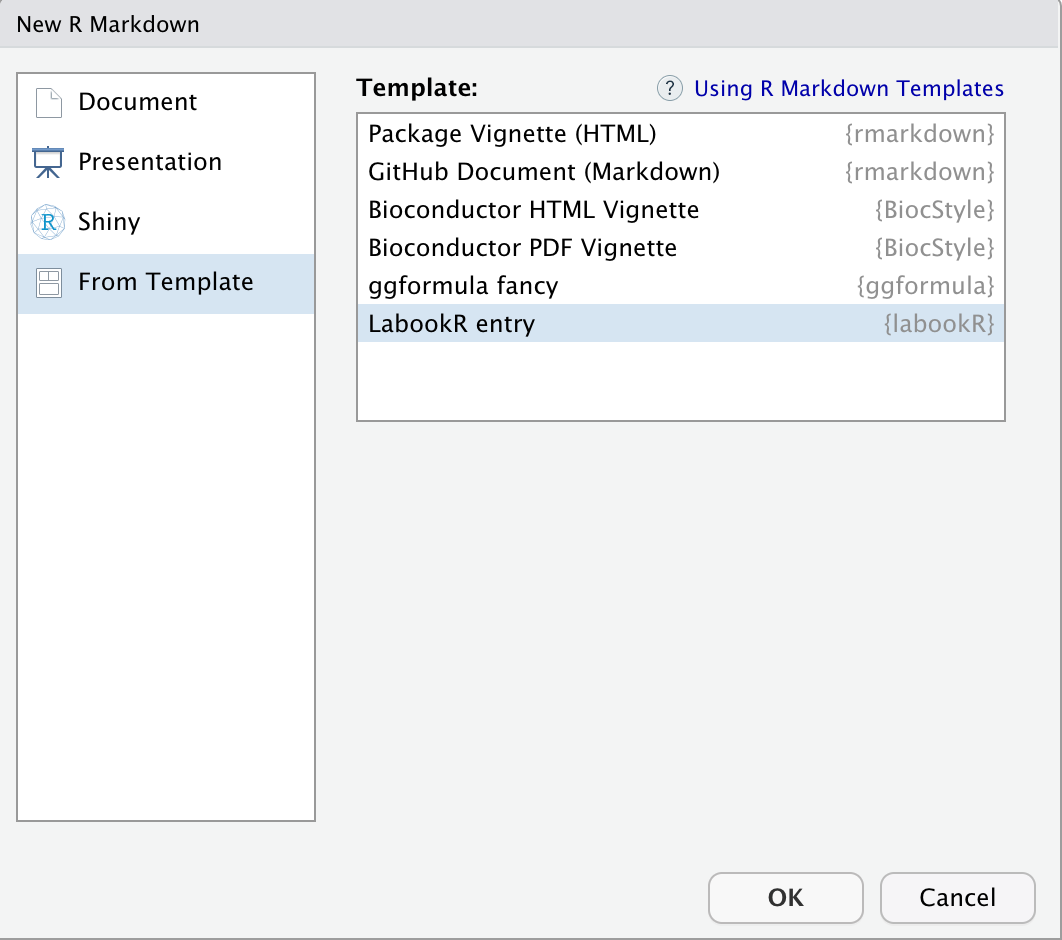 New R Markdown
Document
Presentation
R Shiny
From Template
Template:
? Using R Markdown Templates
Package Vignette (HTML) {rmarkdown}
GitHub Document (Markdown) {rmarkdown}
Bioconductor HTML Vignette {BiocStyle}
Bioconductor PDF Vignette {BiocStyle}
ggformula fancy {ggformula}
LabookR entry {labookR}
OK
Cancel